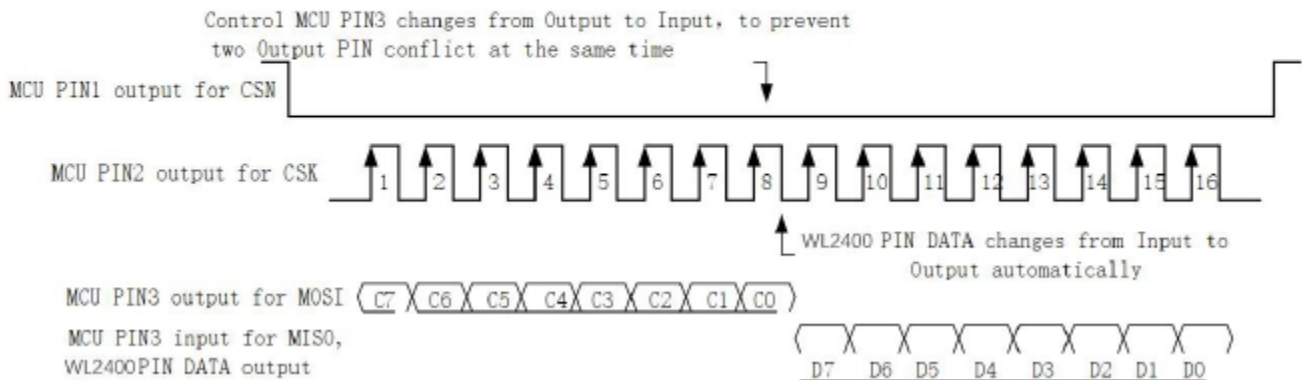 Control MCU PIN3 changes from Output to Input, to prevent
two Output PIN conflict at the same time
MCU PIN1 output for CSN
MCU PIN2 output for CSK
1 2 3 4 5 6 7 8 9 10 11 12 13 14 15 16
WL2400 PIN DATA changes from Input to
Output automatically
MCU PIN3 output for MOSI C7 C6 C5 C4 C3 C2 C1 C0
MCU PIN3 input for MISO,
WL2400PIN DATA output
D7 D6 D5 D4 D3 D2 D1 D0